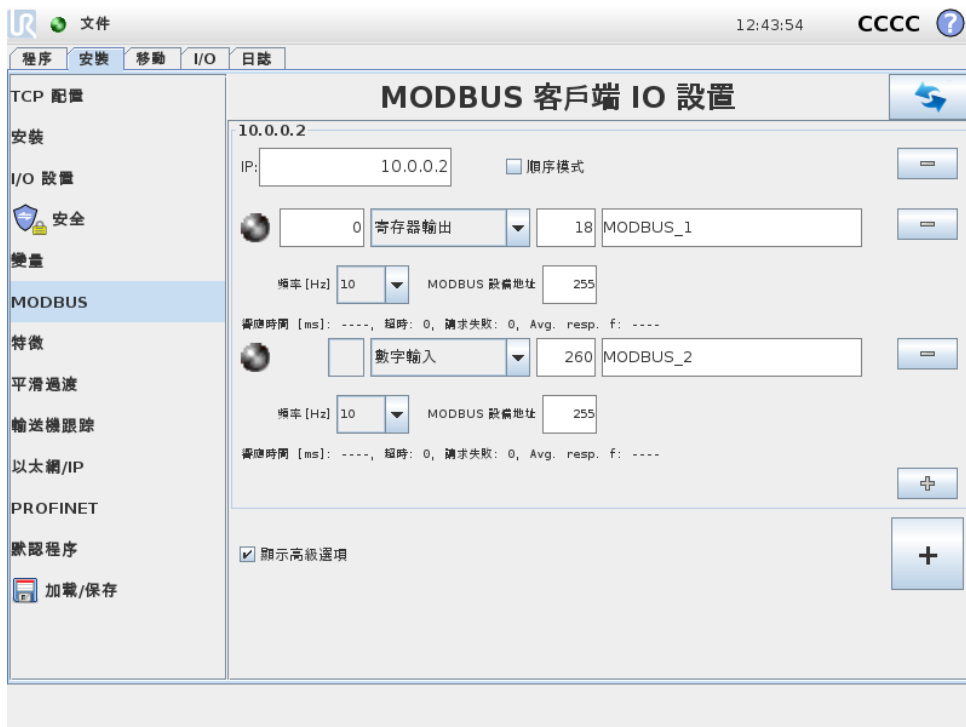 UR 文件 12:43:54 CCCC ?
程序 安裝 移動 I/O 日誌
TCP 配置
安裝
I/O 設置
安全
變量
MODBUS
特徵
平滑過渡
輸送機跟踪
以太網/IP
PROFINET
默認程序
加載/保存
MODBUS 客戶端 IO 設置
10.0.0.2
IP: 10.0.0.2 順序模式
0 寄存器輸出 18 MODBUS_1
頻率 [Hz] 10 MODBUS 設備地址 255
響應時間 [ms]: ----, 超時: 0, 請求失敗: 0, Avg. resp. f: ----
數字輸入 260 MODBUS_2
頻率 [Hz] 10 MODBUS 設備地址 255
響應時間 [ms]: ----, 超時: 0, 請求失敗: 0, Avg. resp. f: ----
顯示高級選項